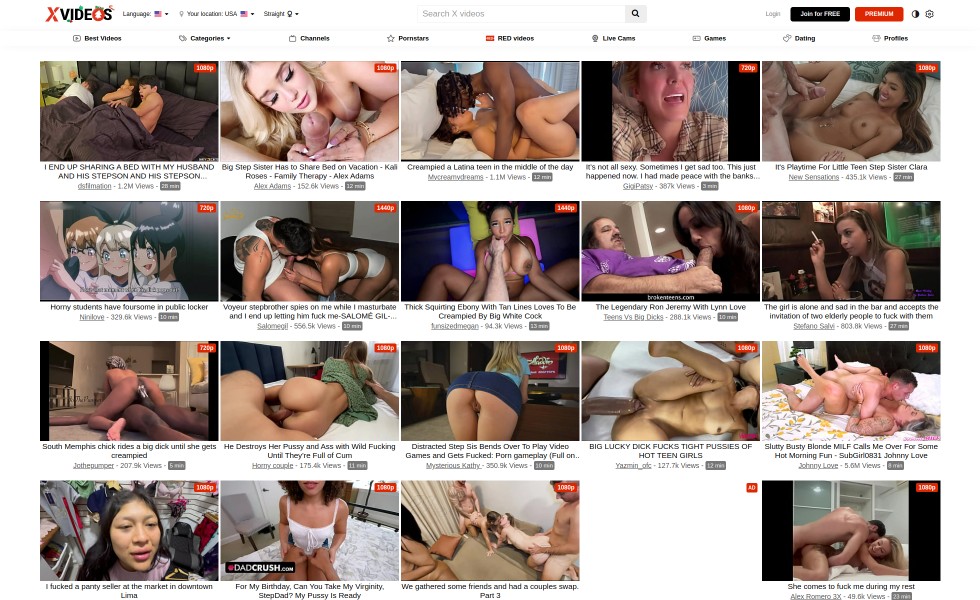 XVIDEOS
Language:
Your location: USA
Straight
Search X videos
Login
Join for FREE
PREMIUM
Best Videos
Categories
Channels
Pornstars
RED videos
Live Cams
Games
Dating
Profiles
1080p
1080p
720p
1080p
I END UP SHARING A BED WITH MY HUSBAND
AND HIS STEPSON AND HIS STEPSON...
dsfilmation - 1.2M Views - 28 min
Big Step Sister Has to Share Bed on Vacation - Kali
Roses - Family Therapy - Alex Adams
Alex Adams - 152.6k Views - 12 min
Creampied a Latina teen in the middle of the day
Mycreamydreams - 1.1M Views - 12 min
It's not all sexy. Sometimes I get sad too. This just
happened now. I had made peace with the banks...
GigiPatsy - 387k Views - 3 min
It's Playtime For Little Teen Step Sister Clara
New Sensations - 435.1k Views - 27 min
720p
1440p
1440p
1080p
brokenteens.com
Horny students have foursome in public locker
Ninilove - 329.6k Views - 10 min
Voyeur stepbrother spies on me while I masturbate
and I end up letting him fuck me-SALOMÉ GIL-...
Salomegil - 556.5k Views - 10 min
Thick Squirting Ebony With Tan Lines Loves To Be
Creampied By Big White Cock
funsizedmegan - 94.3k Views - 13 min
The Legendary Ron Jeremy With Lynn Love
Teens Vs Big Dicks - 288.1k Views - 10 min
The girl is alone and sad in the bar and accepts the
invitation of two elderly people to fuck with them
Stefano Salvi - 803.8k Views - 27 min
720p
1080p
1080p
1080p
1080p
South Memphis chick rides a big dick until she gets
creampied
Jothepumper - 207.9k Views - 5 min
He Destroys Her Pussy and Ass with Wild Fucking
Until They're Full of Cum
Horny couple - 175.4k Views - 11 min
Distracted Step Sis Bends Over To Play Video
Games and Gets Fucked: Porn gameplay (Full on..
Mysterious Kathy - 350.9k Views - 10 min
BIG LUCKY DICK FUCKS TIGHT PUSSIES OF
HOT TEEN GIRLS
Yazmin_ofc - 127.7k Views - 12 min
Slutty Busty Blonde MILF Calls Me Over For Some
Hot Morning Fun - SubGirl0831 Johnny Love
Johnny Love - 5.6M Views - 8 min
1080p
1080p
1080p
AD
1080p
DADCRUSH.COM
I fucked a panty seller at the market in downtown
Lima
For My Birthday, Can You Take My Virginity,
StepDad? My Pussy Is Ready
We gathered some friends and had a couples swap.
Part 3
She comes to fuck me during my rest
Alex Romero 3X - 49.6k Views - 23 min